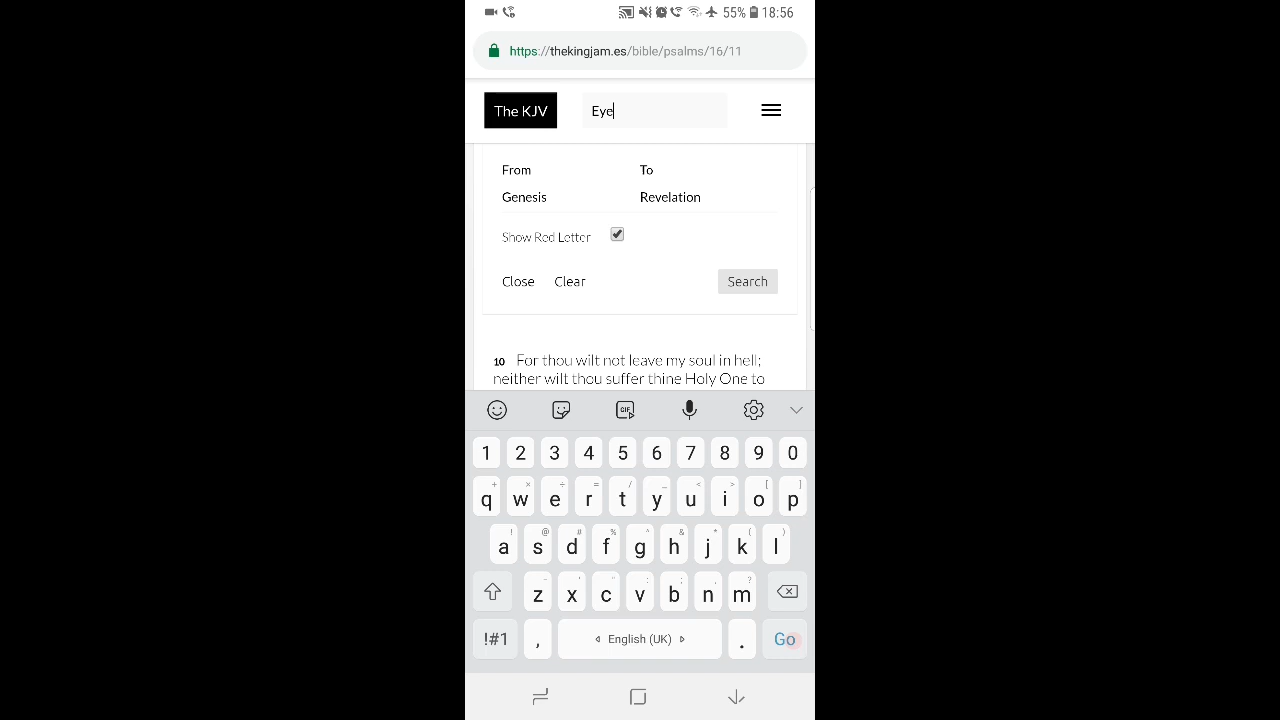 55% 18:56
https://thekingjam.es/bible/psalms/16/11
The KJV Eye
From To
Genesis Revelation
Show Red Letter
Close Clear Search
10 For thou wilt not leave my soul in hell;
neither wilt thou suffer thine Holy One to
GIF
1 2 3 4 5 6 7 8 9 0
+ × ÷ = / _ < > [ ]
q w e r t y u i o p
! @ # % ^ & * ( )
a s d f g h j k l
- ' " : ; , ?
z x c v b n m
!#1 , English (UK) . Go